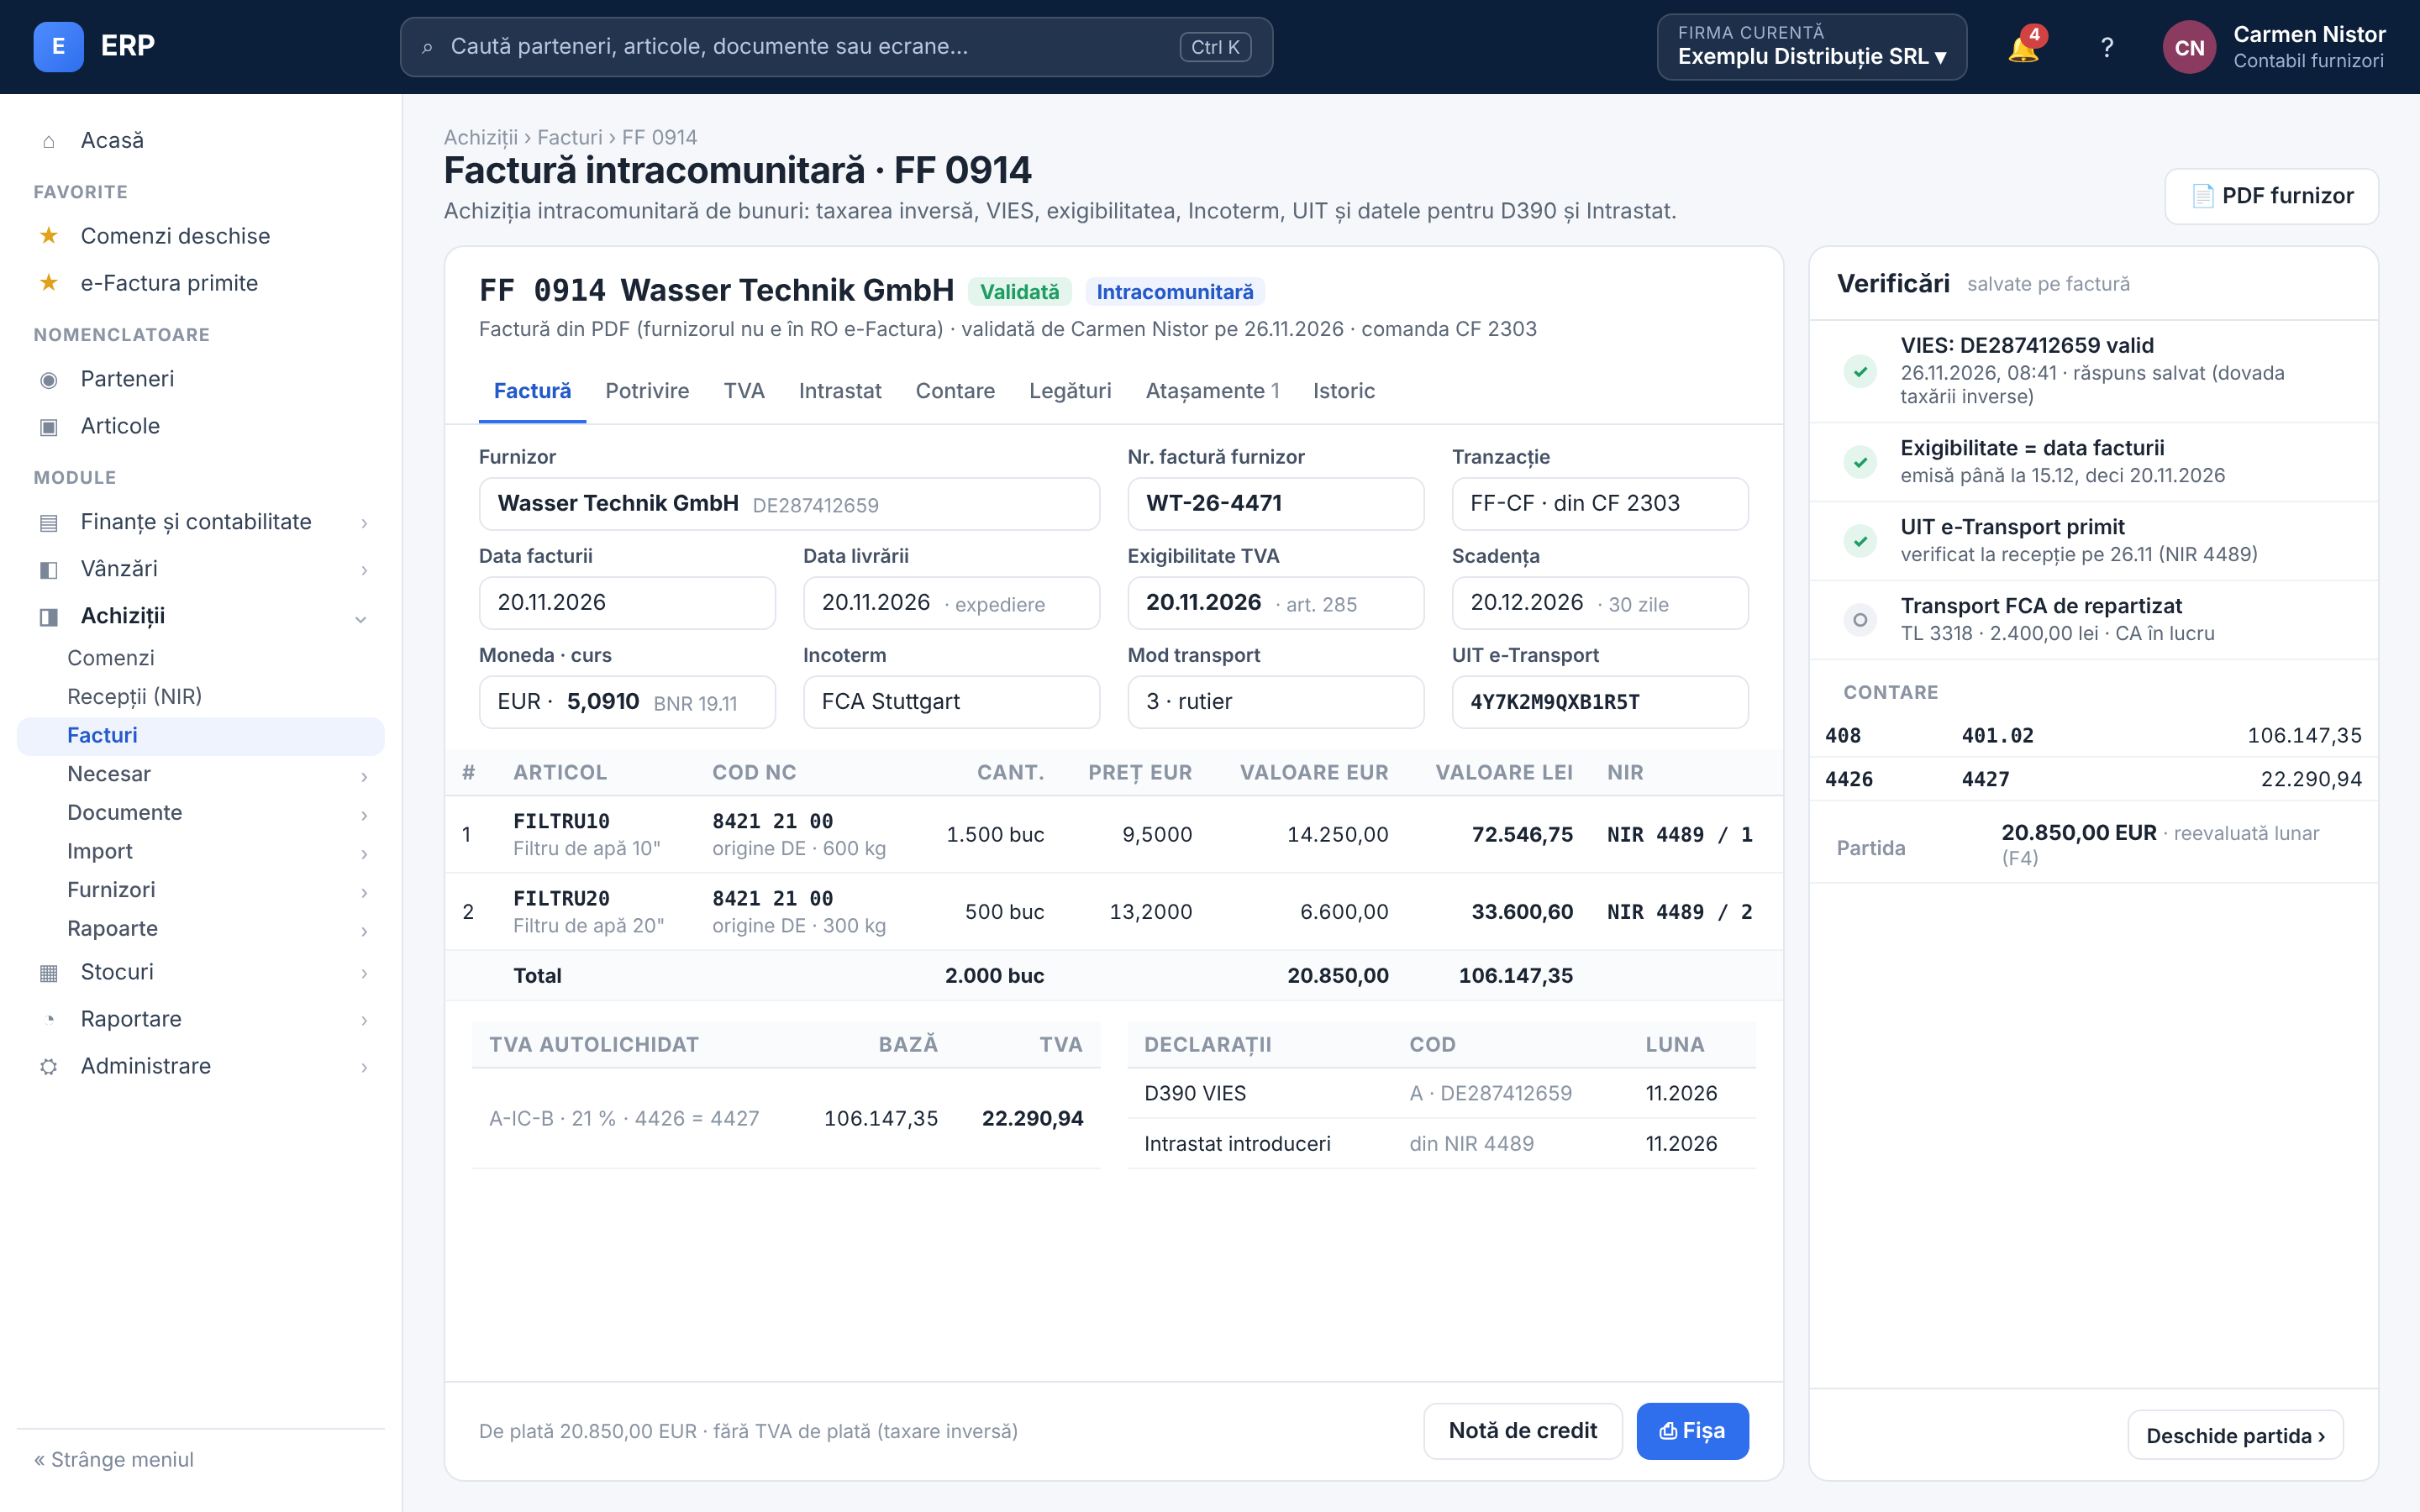 E ERP
Caută parteneri, articole, documente sau ecrane...
Ctrl K
FIRMA CURENTĂ
Exemplu Distribuție SRL ▾
4
?
CN
Carmen Nistor
Contabil furnizori
Acasă
FAVORITE
★ Comenzi deschise
★ e-Factura primite
NOMENCLATOARE
Parteneri
Articole
MODULE
Finanțe și contabilitate ›
Vânzări ›
Achiziții
Comenzi
Recepții (NIR)
Facturi
Necesar ›
Documente ›
Import ›
Furnizori ›
Rapoarte ›
Stocuri ›
Raportare ›
Administrare ›
« Strânge meniul
Achiziții › Facturi › FF 0914
Factură intracomunitară · FF 0914
Achiziția intracomunitară de bunuri: taxarea inversă, VIES, exigibilitatea, Incoterm, UIT și datele pentru D390 și Intrastat.
PDF furnizor
FF 0914 Wasser Technik GmbH Validată Intracomunitară
Factură din PDF (furnizorul nu e în RO e-Factura) · validată de Carmen Nistor pe 26.11.2026 · comanda CF 2303
Factură Potrivire TVA Intrastat Contare Legături Atașamente 1 Istoric
Furnizor Nr. factură furnizor Tranzacție
Wasser Technik GmbH DE287412659 WT-26-4471 FF-CF · din CF 2303
Data facturii Data livrării Exigibilitate TVA Scadența
20.11.2026 20.11.2026 · expediere 20.11.2026 · art. 285 20.12.2026 · 30 zile
Moneda · curs Incoterm Mod transport UIT e-Transport
EUR · 5,0910 BNR 19.11 FCA Stuttgart 3 · rutier 4Y7K2M9QXB1R5T
# ARTICOL COD NC CANT. PREȚ EUR VALOARE EUR VALOARE LEI NIR
1 FILTRU10 8421 21 00 1.500 buc 9,5000 14.250,00 72.546,75 NIR 4489 / 1
Filtru de apă 10" origine DE · 600 kg
2 FILTRU20 8421 21 00 500 buc 13,2000 6.600,00 33.600,60 NIR 4489 / 2
Filtru de apă 20" origine DE · 300 kg
Total 2.000 buc 20.850,00 106.147,35
TVA AUTOLICHIDAT BAZĂ TVA
A-IC-B · 21 % · 4426 = 4427 106.147,35 22.290,94
DECLARAȚII COD LUNA
D390 VIES A · DE287412659 11.2026
Intrastat introduceri din NIR 4489 11.2026
De plată 20.850,00 EUR · fără TVA de plată (taxare inversă)
Notă de credit
Fișa
Verificări salvate pe factură
VIES: DE287412659 valid
26.11.2026, 08:41 · răspuns salvat (dovada
taxării inverse)
Exigibilitate = data facturii
emisă până la 15.12, deci 20.11.2026
UIT e-Transport primit
verificat la recepție pe 26.11 (NIR 4489)
Transport FCA de repartizat
TL 3318 · 2.400,00 lei · CA în lucru
CONTARE
408 401.02 106.147,35
4426 4427 22.290,94
Partida 20.850,00 EUR · reevaluată lunar
(F4)
Deschide partida ›